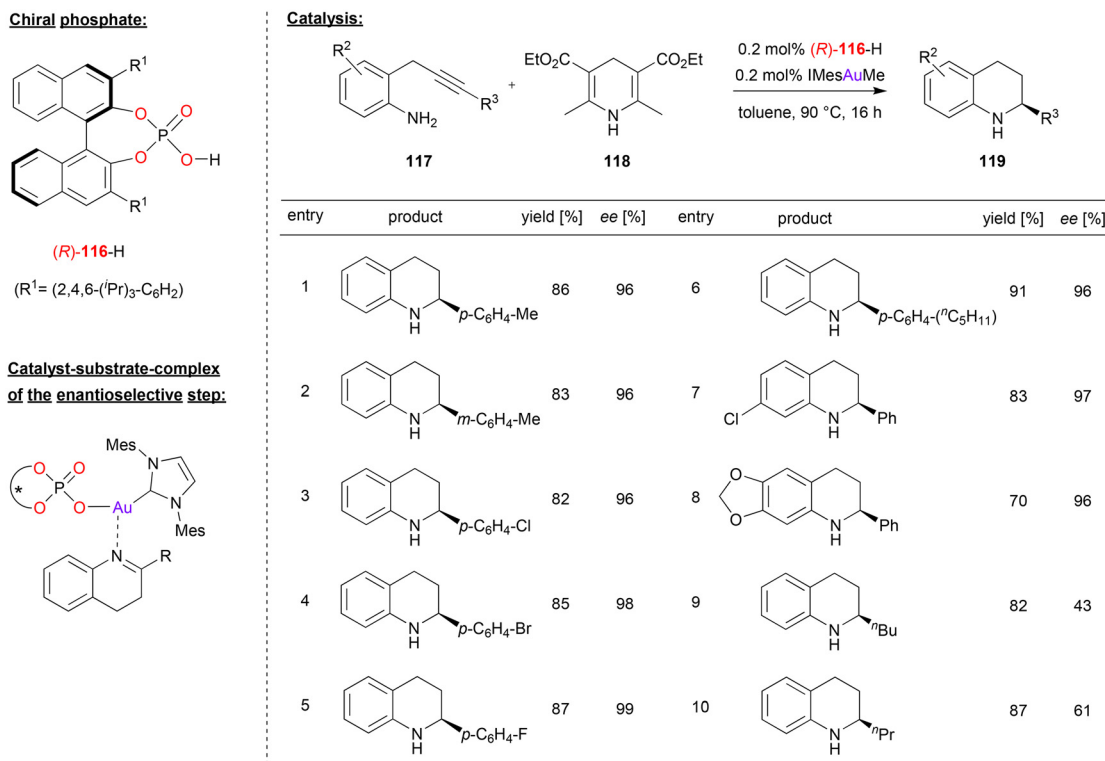 Chiral phosphate:
R¹
O
O
P
O
O–H
R¹
(R)-116-H
(R¹= (2,4,6-(ⁱPr)₃-C₆H₂)
Catalyst-substrate-complex
of the enantioselective step:
Mes
O
O
N
*
P
O
O
Au
N
Mes
N
R
Catalysis:
R²
R³
NH₂
117
+
EtO₂C
CO₂Et
N
H
118
0.2 mol% (R)-116-H
0.2 mol% IMesAuMe
toluene, 90 °C, 16 h
R²
N
H
R³
119
entry product yield [%] ee [%] entry product yield [%] ee [%]
1 N H p-C₆H₄-Me 86 96 6 N H p-C₆H₄-(ⁿC₅H₁₁) 91 96
2 N H m-C₆H₄-Me 83 96 7 Cl N H Ph 83 97
3 N H p-C₆H₄-Cl 82 96 8 O O N H Ph 70 96
4 N H p-C₆H₄-Br 85 98 9 N H ⁿBu 82 43
5 N H p-C₆H₄-F 87 99 10 N H ⁿPr 87 61